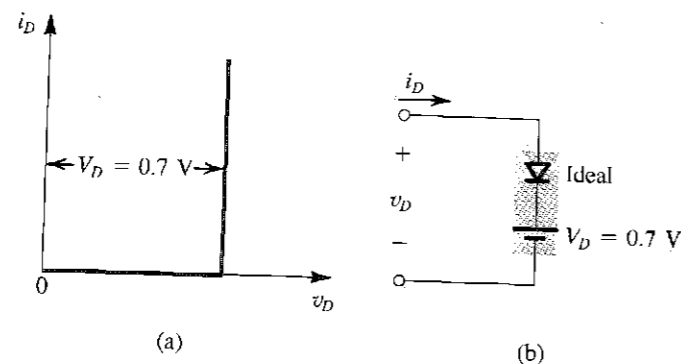 i_D
V_D = 0.7 V
0
v_D
(a)
i_D
+
v_D
−
Ideal
V_D = 0.7 V
(b)